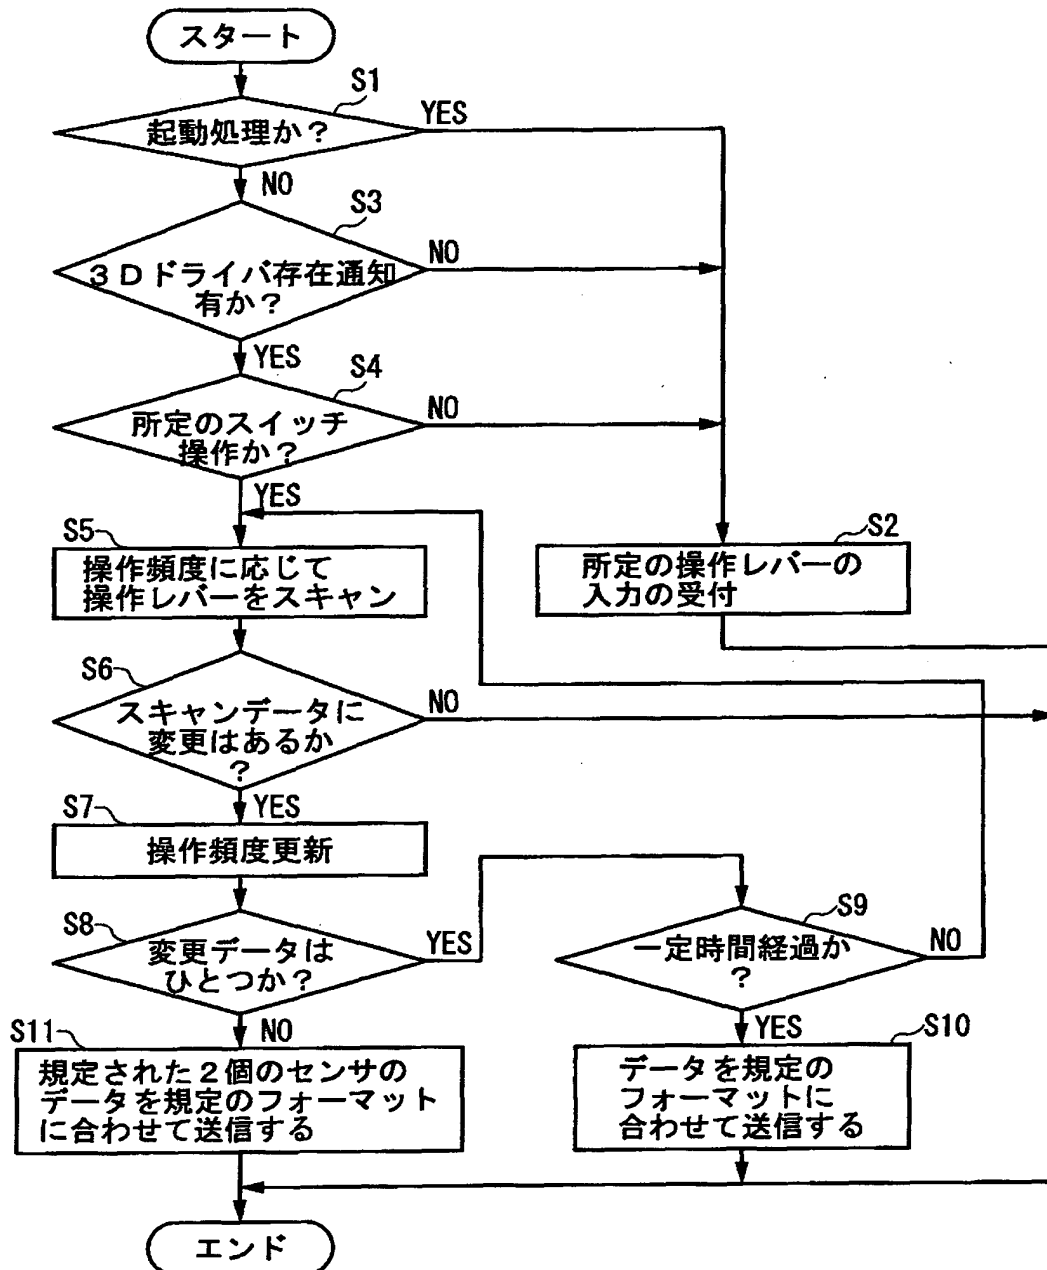 スタート
S1
起動処理か？
YES
NO
S3
３Ｄドライバ存在通知
有か？
NO
YES
S4
所定のスイッチ
操作か？
NO
YES
S5
操作頻度に応じて
操作レバーをスキャン
S2
所定の操作レバーの
入力の受付
S6
スキャンデータに
変更はあるか
？
NO
YES
S7
操作頻度更新
S8
変更データは
ひとつか？
YES
NO
S9
一定時間経過か
？
NO
YES
S11
規定された２個のセンサの
データを規定のフォーマット
に合わせて送信する
S10
データを規定の
フォーマットに
合わせて送信する
エンド